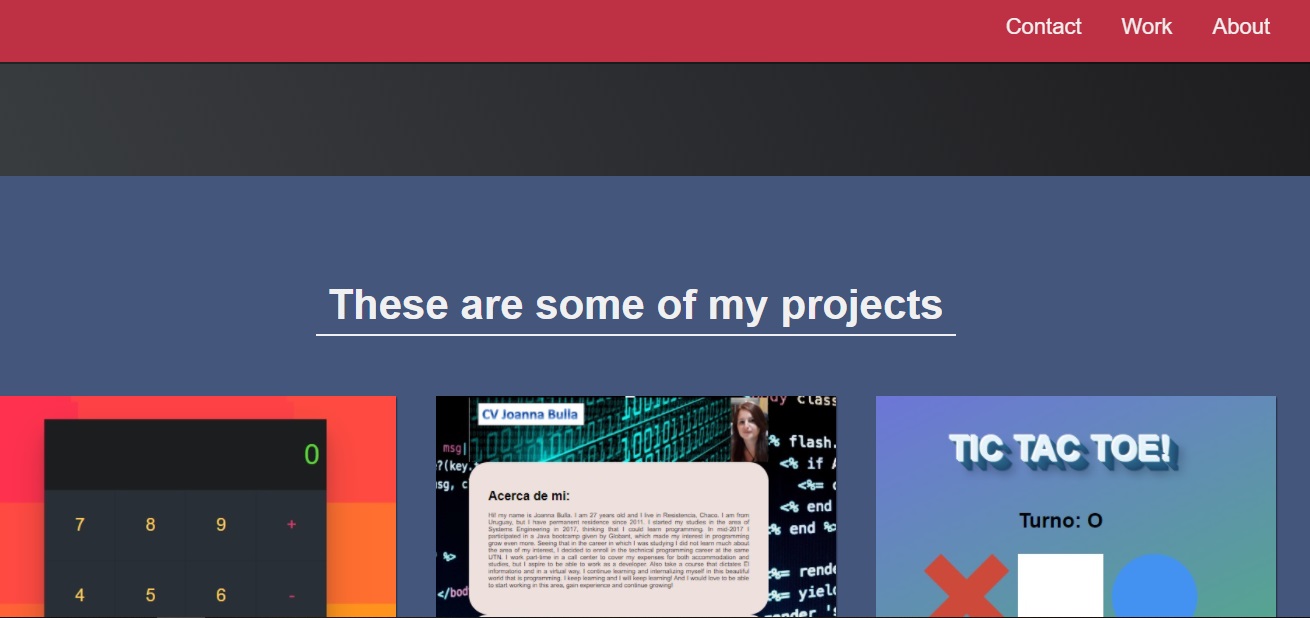 Contact Work About
These are some of my projects
0
7 8 9 +
4 5 6 -
CV Joanna Bulla
msg|
?(key.
sg, c
%>
</bod
class
% flash.
<% if A
<%=
<% end
% end %>
%= rende
%= yiel
Acerca de mi:
Hi! my name is Joanna Bulla. I am 27 years old and I live in Resistencia, Chaco. I am from
Uruguay, but I have permanent residence since 2011. I started my studies in the area of
Systems Engineering in 2017, thinking that I could learn programming. In mid-2017 I
participated in a Java bootcamp given by Globant, which made my interest in programming
grow even more. Seeing that in the career in which I was studying I did not learn much about
the area of my interest, I decided to enroll in the technical programming career at the same
UTN. I work part-time in a call center to cover my expenses for both accommodation and
studies, but I aspire to be able to work as a developer. Also take a course that dictates El
informatorio and in a virtual way. I continue learning and internalizing myself in this beautiful
world that is programming. I keep learning and I will keep learning! And I would love to be able
to start working in this area, gain experience and continue growing!
TIC TAC TOE!
Turno: O